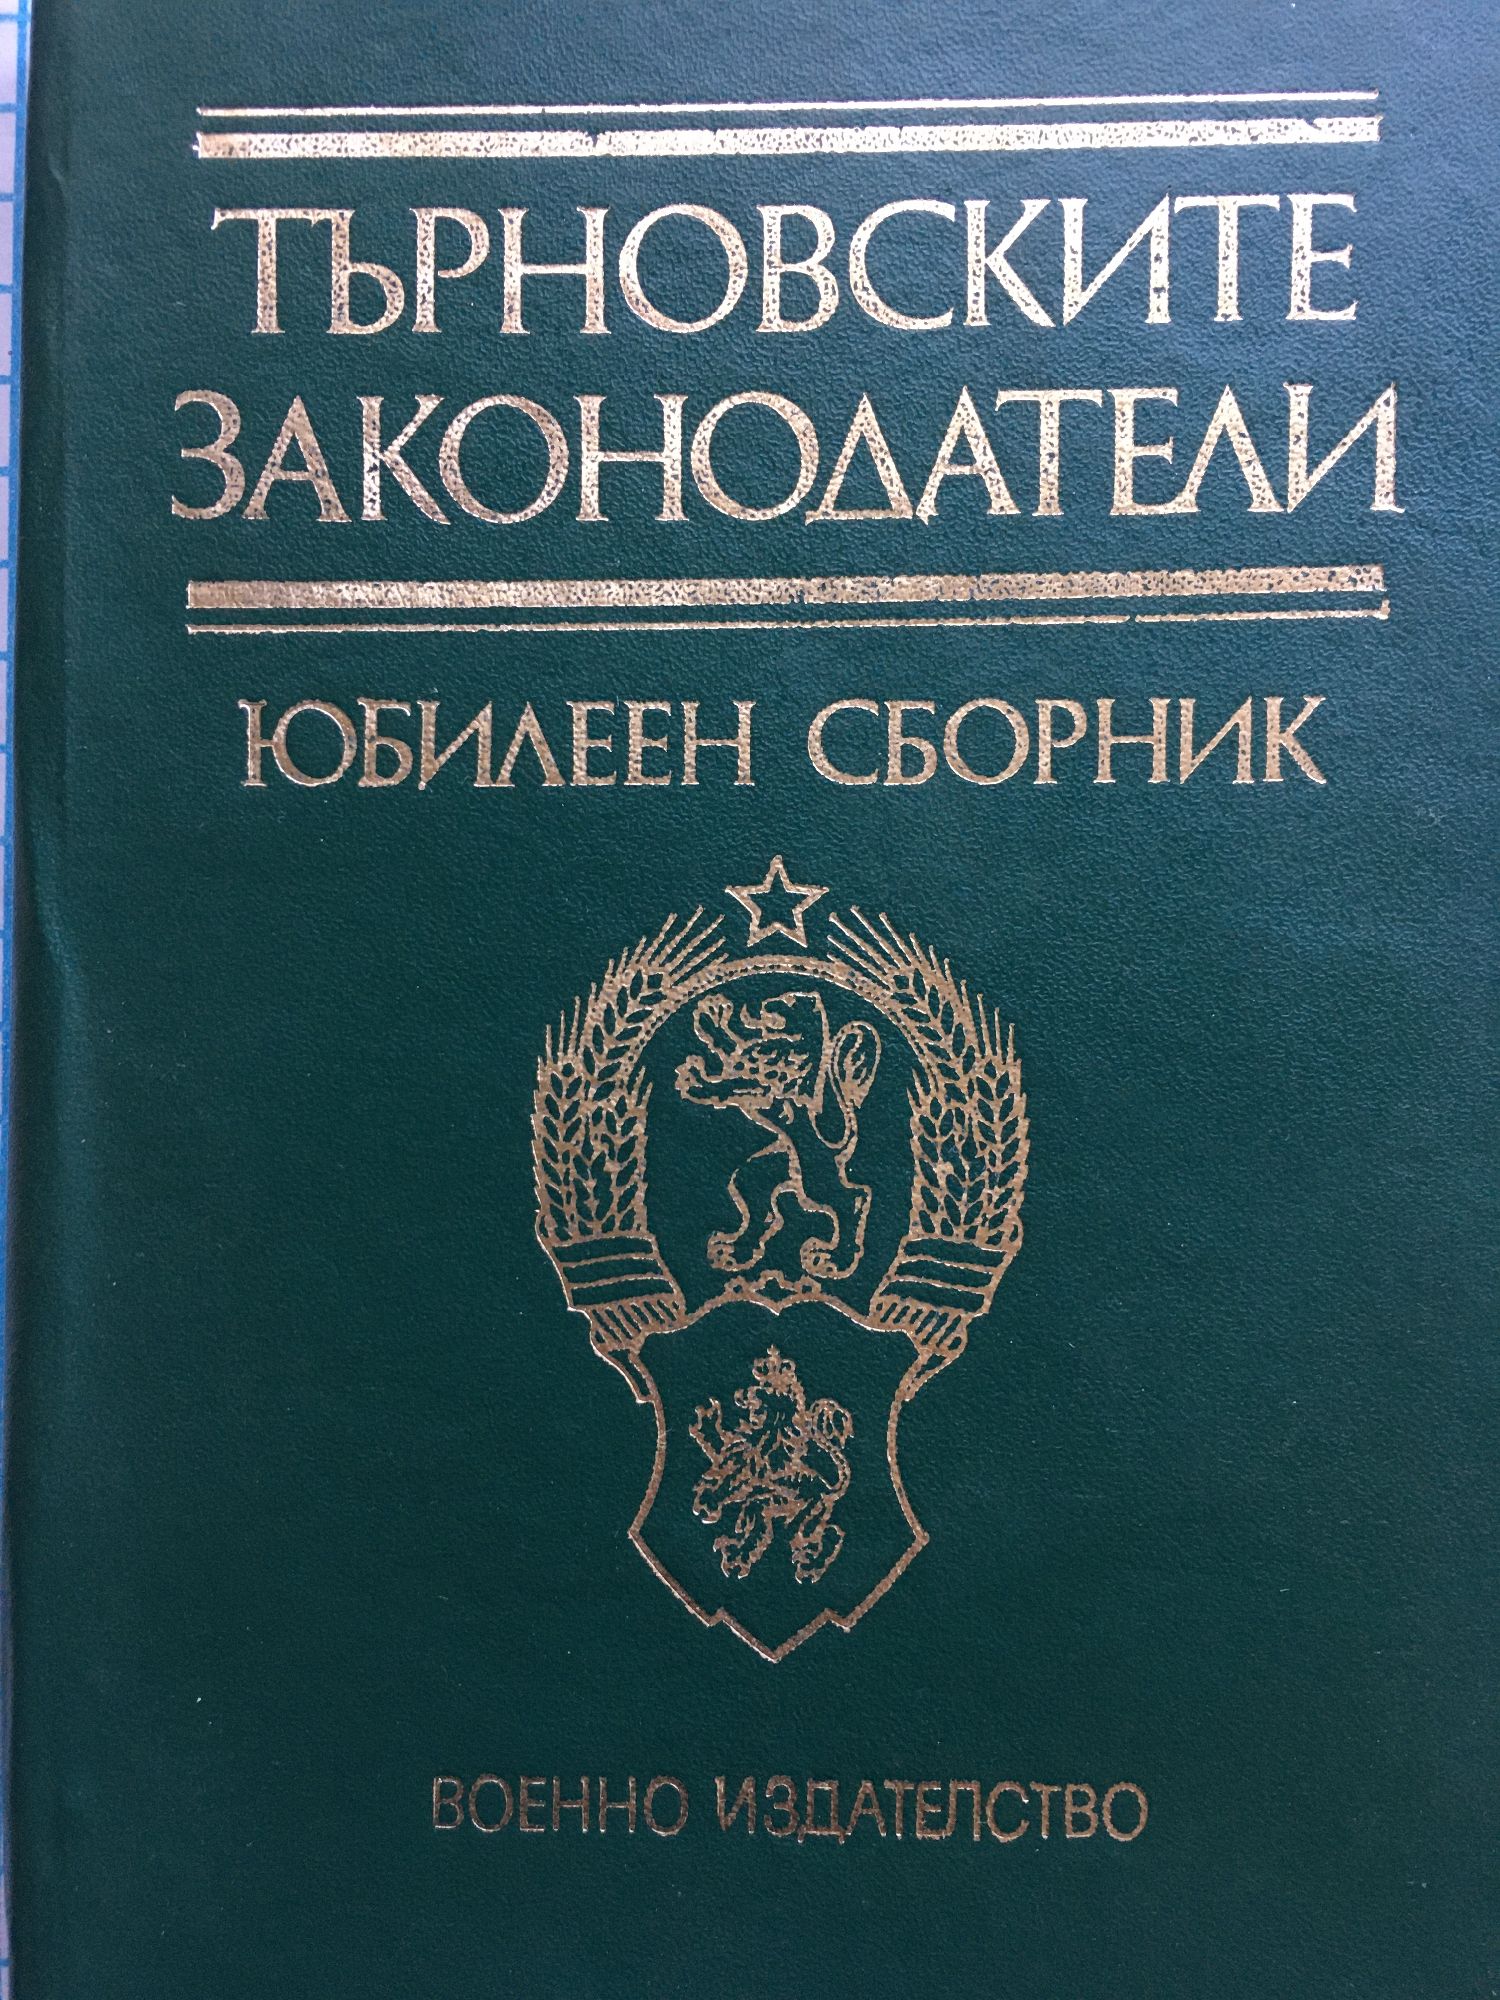 ТЪРНОВСКИТЕ
ЗАКОНОДАТЕЛИ
ЮБИЛЕЕН СБОРНИК
ВОЕННО ИЗДАТЕЛСТВО